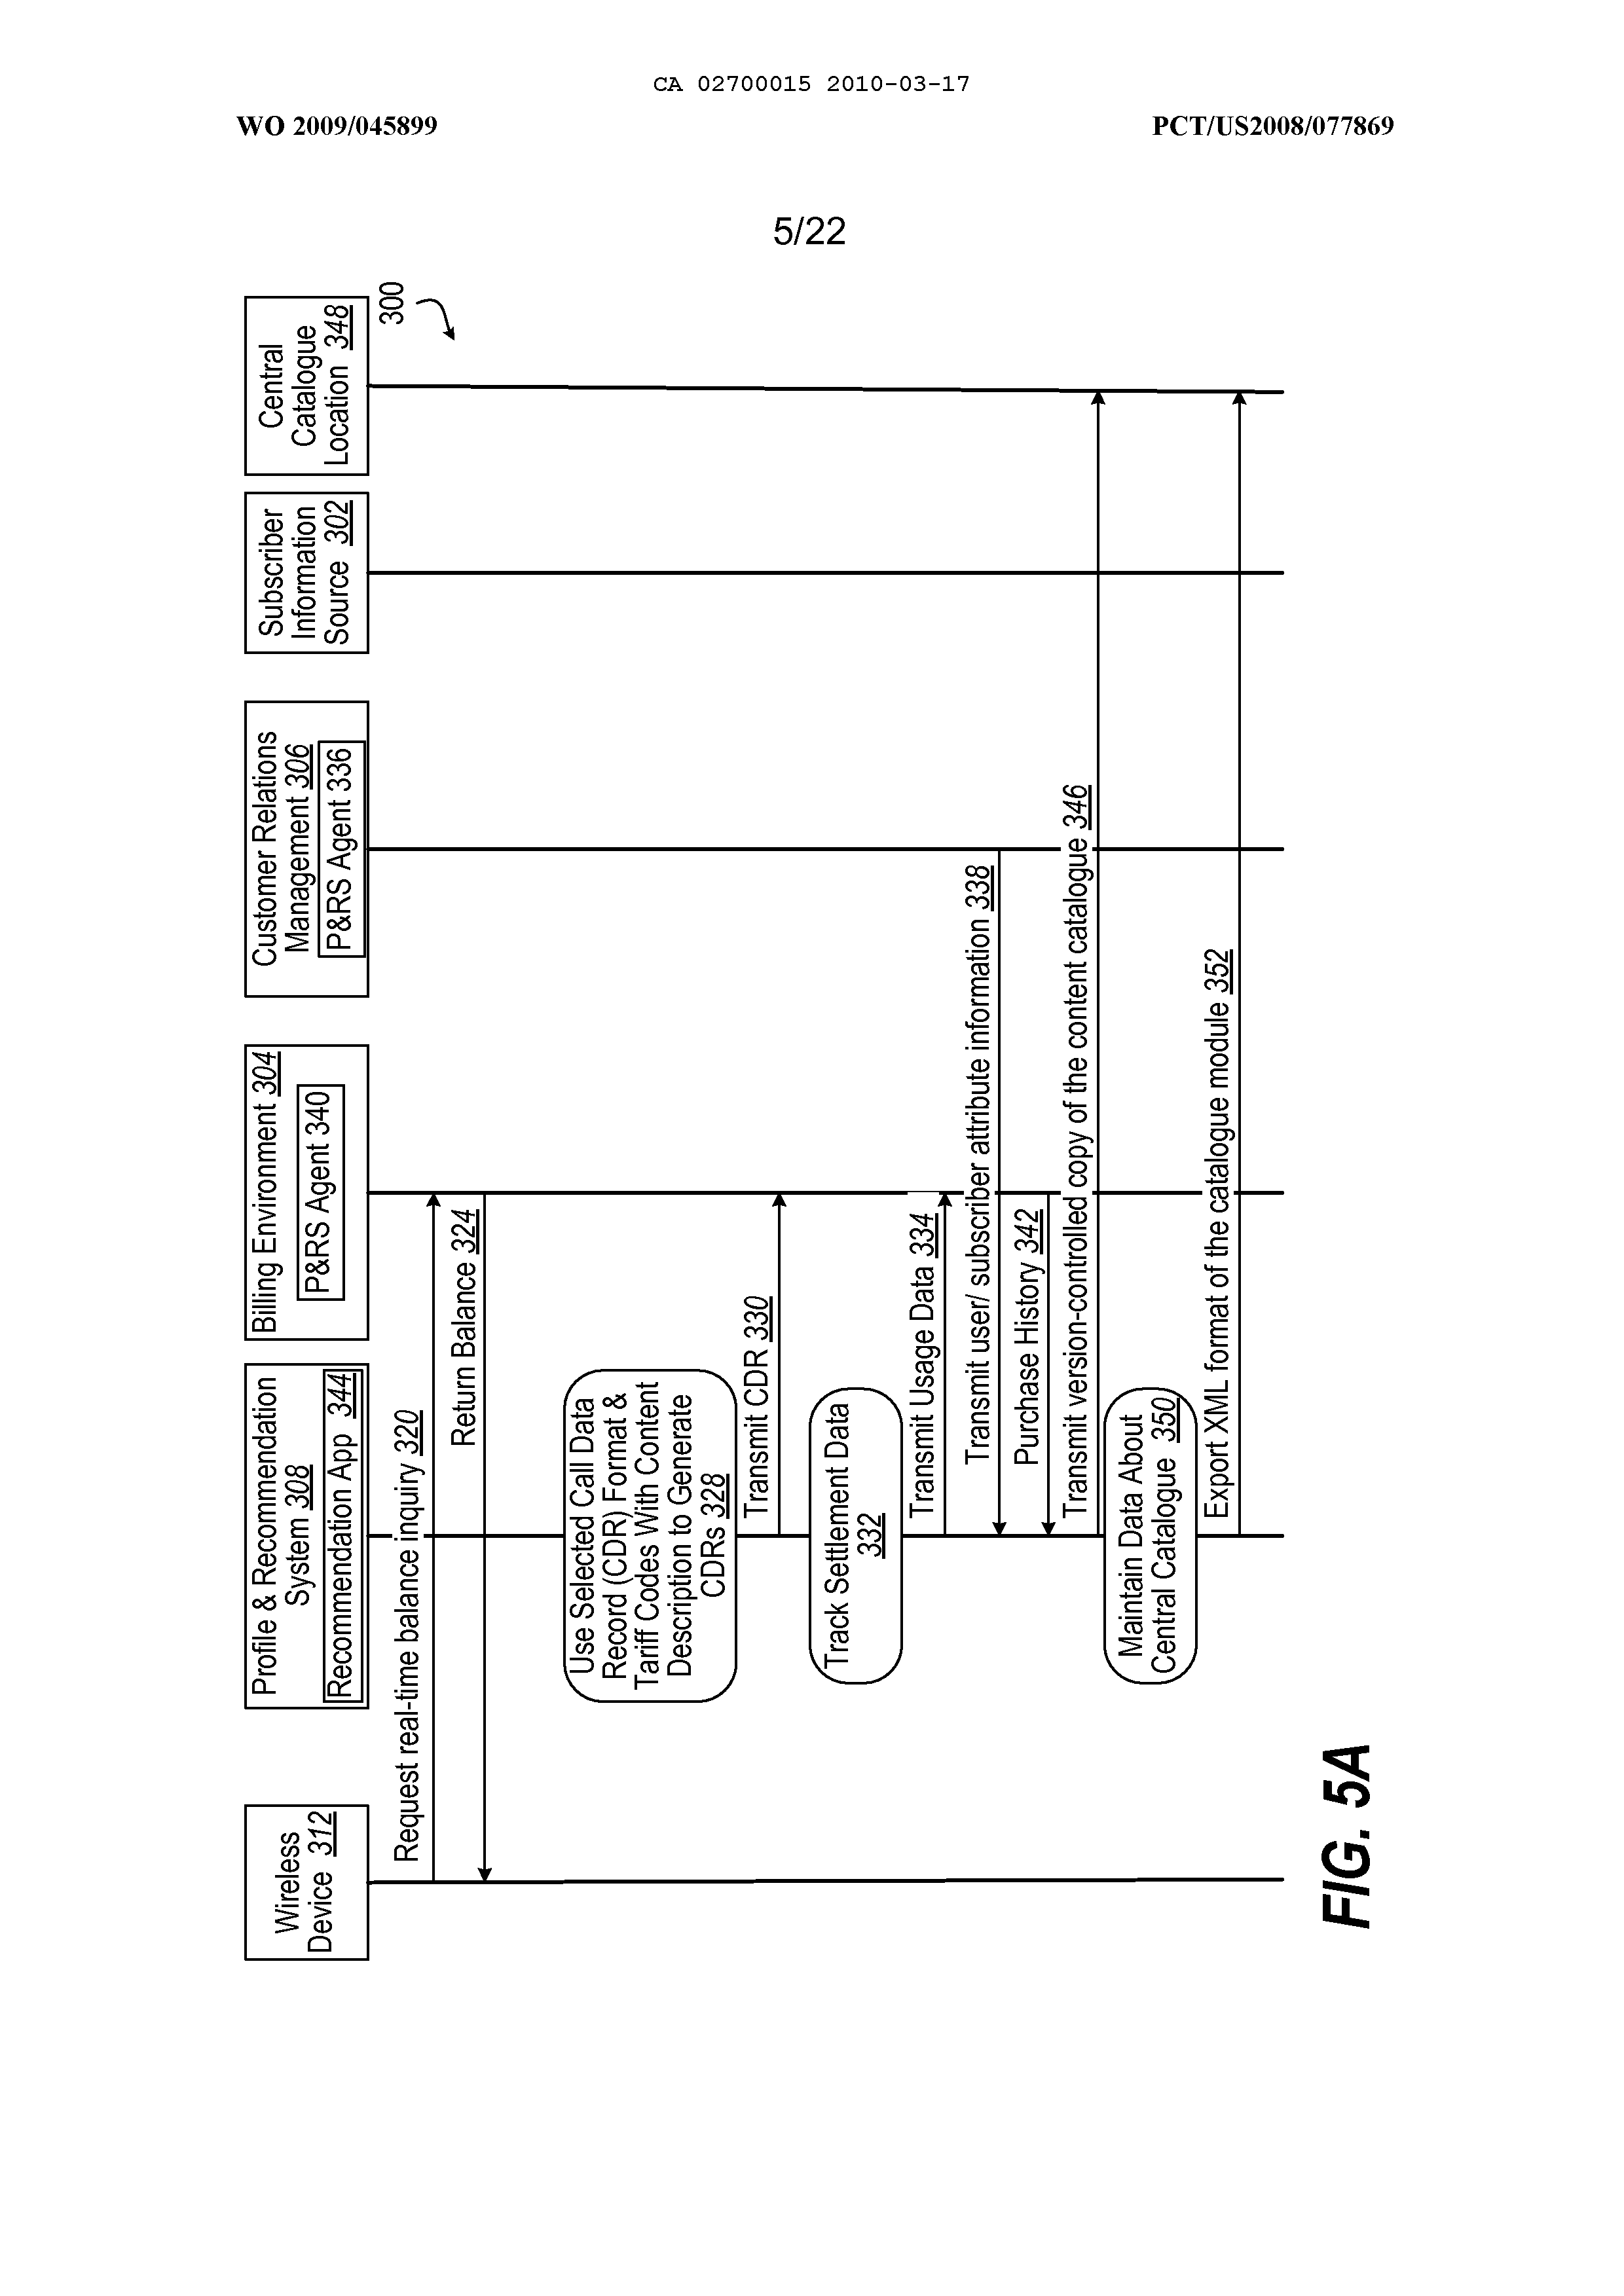 CA 02700015 2010-03-17
WO 2009/045899
PCT/US2008/077869
5/22
Wireless
Device 312
Profile & Recommendation
System 308
Recommendation App 344
Billing Environment 304
P&RS Agent 340
Customer Relations
Management 306
P&RS Agent 336
Subscriber
Information
Source 302
Central
Catalogue
Location 348
300
Request real-time balance inquiry 320
Return Balance 324
Use Selected Call Data
Record (CDR) Format &
Tariff Codes With Content
Description to Generate
CDRs 328
Transmit CDR 330
Track Settlement Data
332
Transmit Usage Data 334
Transmit user/ subscriber attribute information 338
Purchase History 342
Transmit version-controlled copy of the content catalogue 346
Maintain Data About
Central Catalogue 350
Export XML format of the catalogue module 352
FIG. 5A